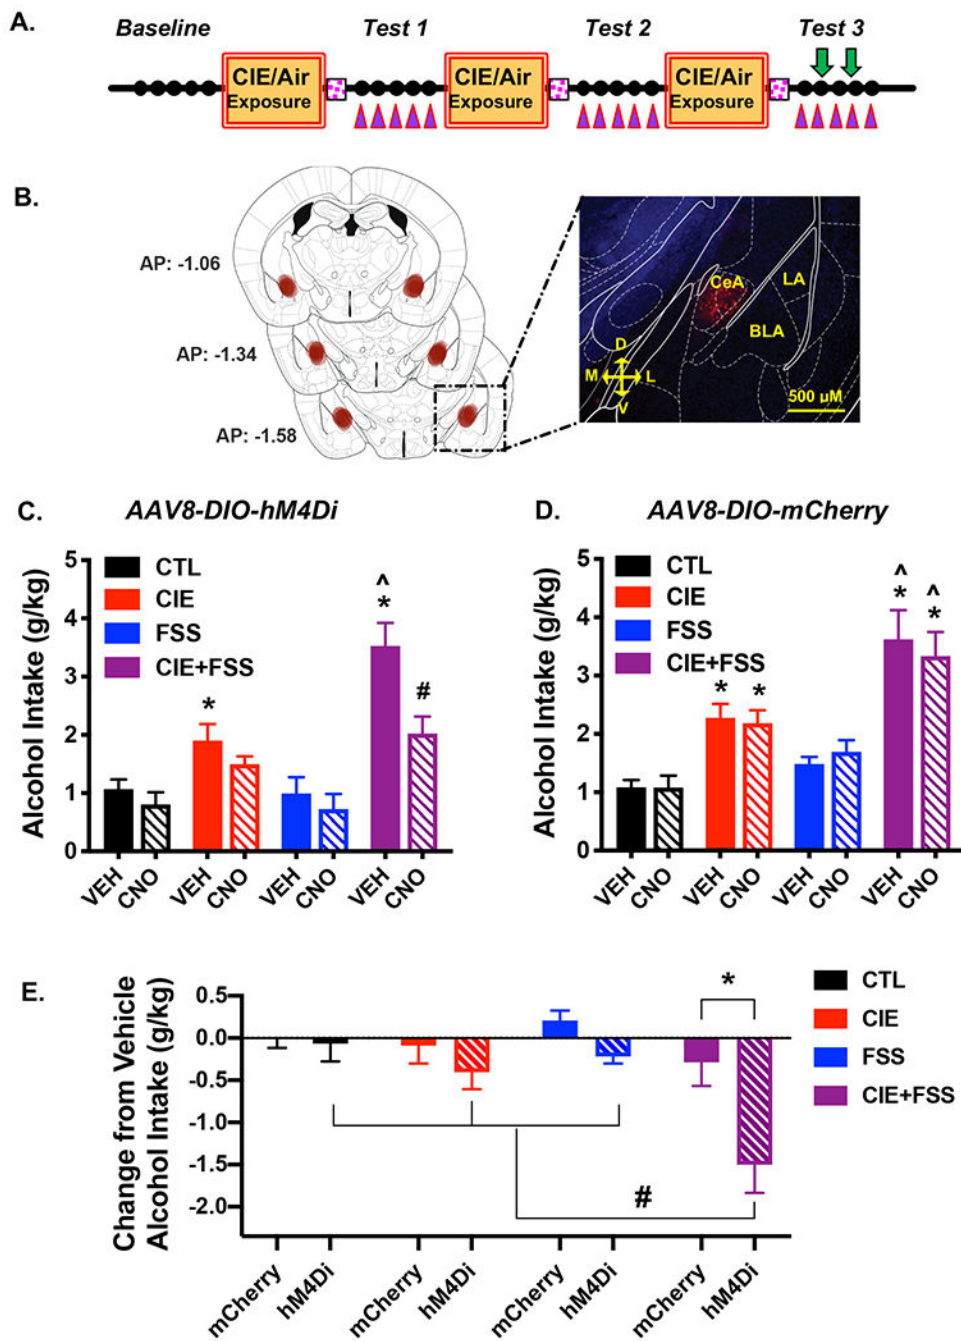 A.
Baseline Test 1 Test 2 Test 3
CIE/Air CIE/Air CIE/Air
Exposure Exposure Exposure
B.
AP: -1.06
AP: -1.34
AP: -1.58
CeA LA
BLA
D
M L
V
500 µM
C. AAV8-DIO-hM4Di
Alcohol Intake (g/kg)
5
4
3
2
1
0
CTL
CIE
FSS
CIE+FSS
*
^
*
#
VEH CNO VEH CNO VEH CNO VEH CNO
D. AAV8-DIO-mCherry
Alcohol Intake (g/kg)
5
4
3
2
1
0
CTL
CIE
FSS
CIE+FSS
* *
^ ^
* *
VEH CNO VEH CNO VEH CNO VEH CNO
E.
Change from Vehicle
Alcohol Intake (g/kg)
0.5
0.0
-0.5
-1.0
-1.5
-2.0
*
#
mCherry hM4Di mCherry hM4Di mCherry hM4Di mCherry hM4Di
CTL
CIE
FSS
CIE+FSS